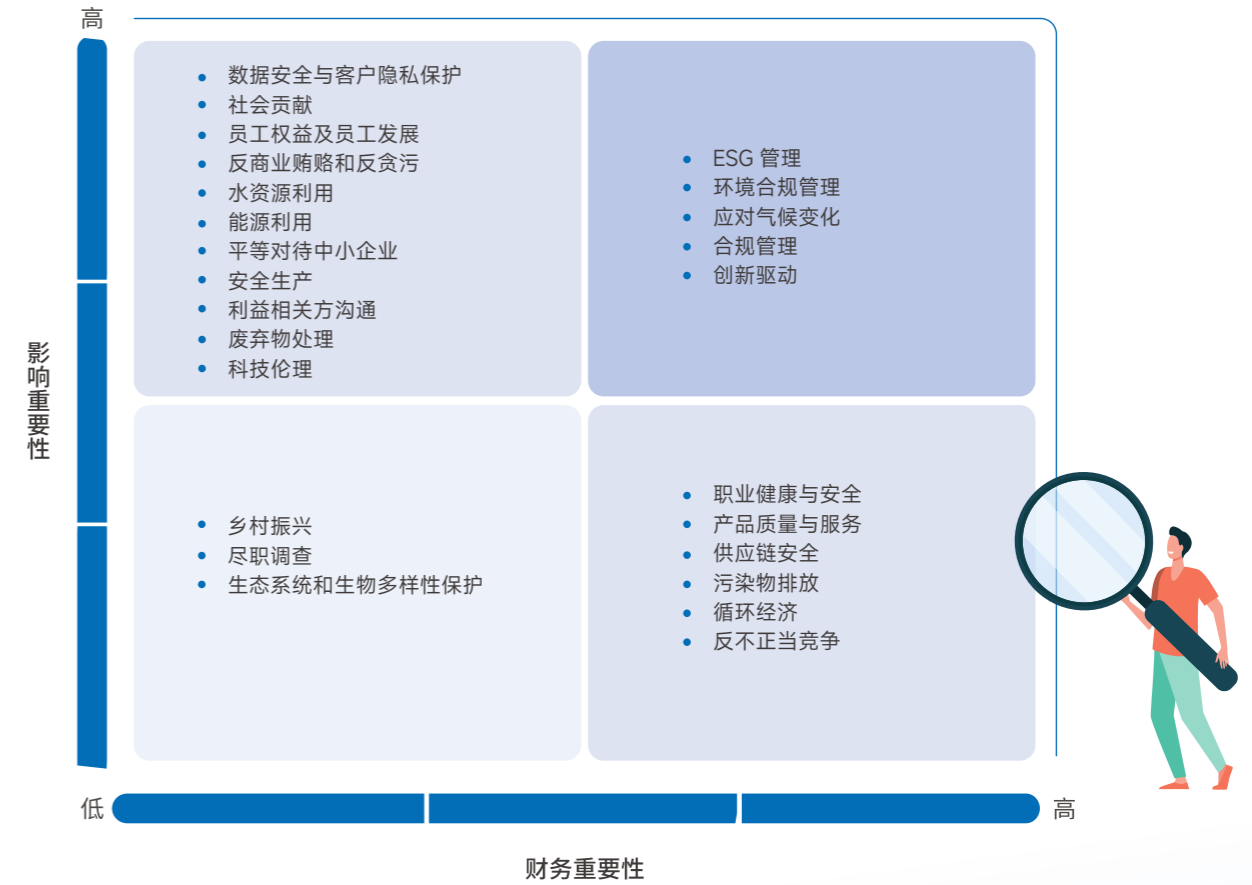 高
数据安全与客户隐私保护
社会贡献
员工权益及员工发展
反商业贿赂和反贪污
水资源利用
能源利用
平等对待中小企业
安全生产
利益相关方沟通
废弃物处理
科技伦理
ESG 管理
环境合规管理
应对气候变化
合规管理
创新驱动
影响重要性
乡村振兴
尽职调查
生态系统和生物多样性保护
职业健康与安全
产品质量与服务
供应链安全
污染物排放
循环经济
反不正当竞争
低
高
财务重要性